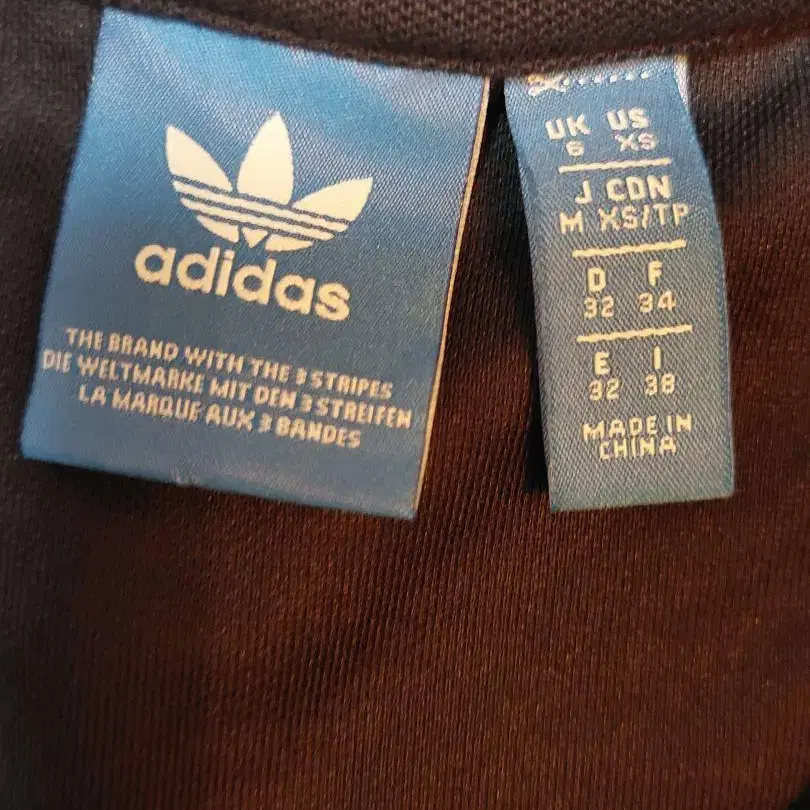 adidas
THE BRAND WITH THE 3 STRIPES
DIE WELTMARKE MIT DEN 3 STREIFEN
LA MARQUE AUX 3 BANDES
UK US
6 XS
J CDN
M XS/TP
D F
32 34
E I
32 38
MADE IN
CHINA